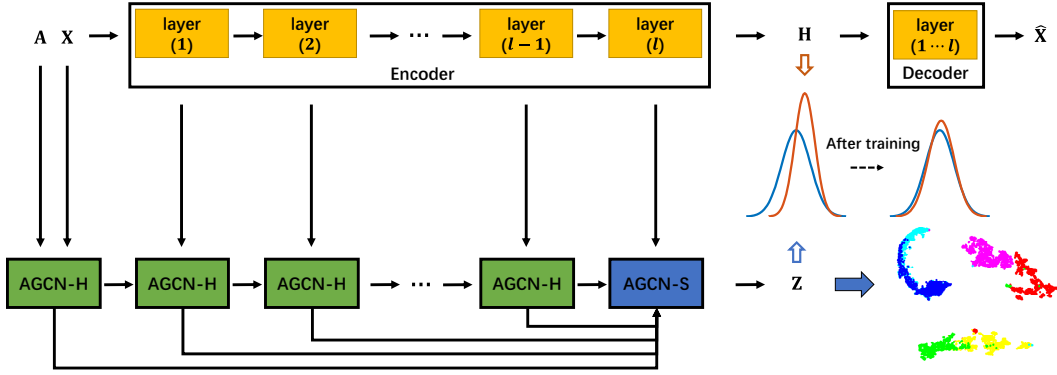 A X
layer
(1)
layer
(2)
···
layer
(l − 1)
layer
(l)
Encoder
H
layer
(1 ··· l)
Decoder
X̂
After training
AGCN-H
AGCN-H
AGCN-H
···
AGCN-H
AGCN-S
Z